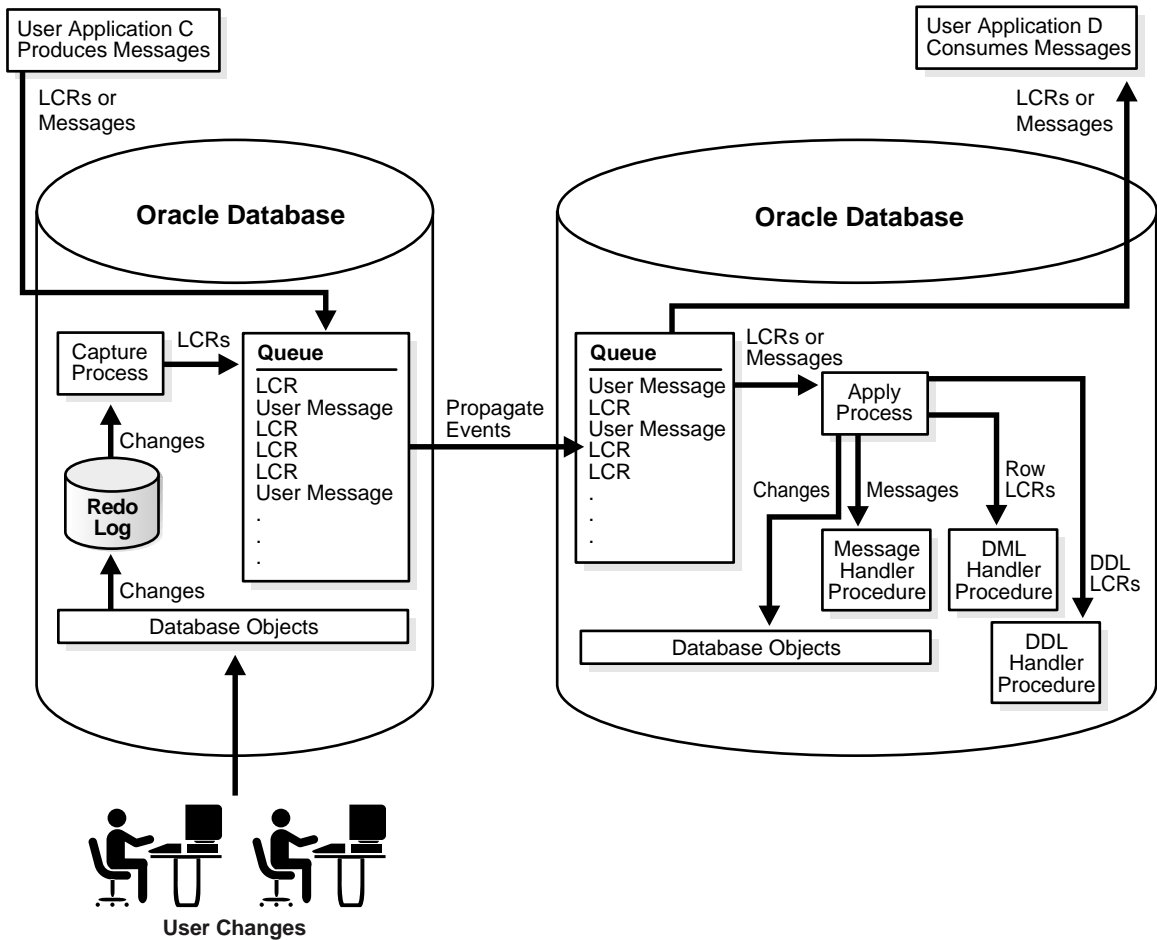 User Application C
Produces Messages
User Application D
Consumes Messages
LCRs or
Messages
LCRs or
Messages
Oracle Database
Oracle Database
Capture
Process
LCRs
Queue
LCR
User Message
LCR
LCR
LCR
User Message
.
.
.
.
Changes
Redo
Log
Changes
Database Objects
Propagate
Events
Queue
User Message
LCR
User Message
LCR
LCR
.
.
.
LCRs or
Messages
Apply
Process
Changes
Messages
Row
LCRs
DDL
LCRs
Message
Handler
Procedure
DML
Handler
Procedure
Database Objects
DDL
Handler
Procedure
User Changes